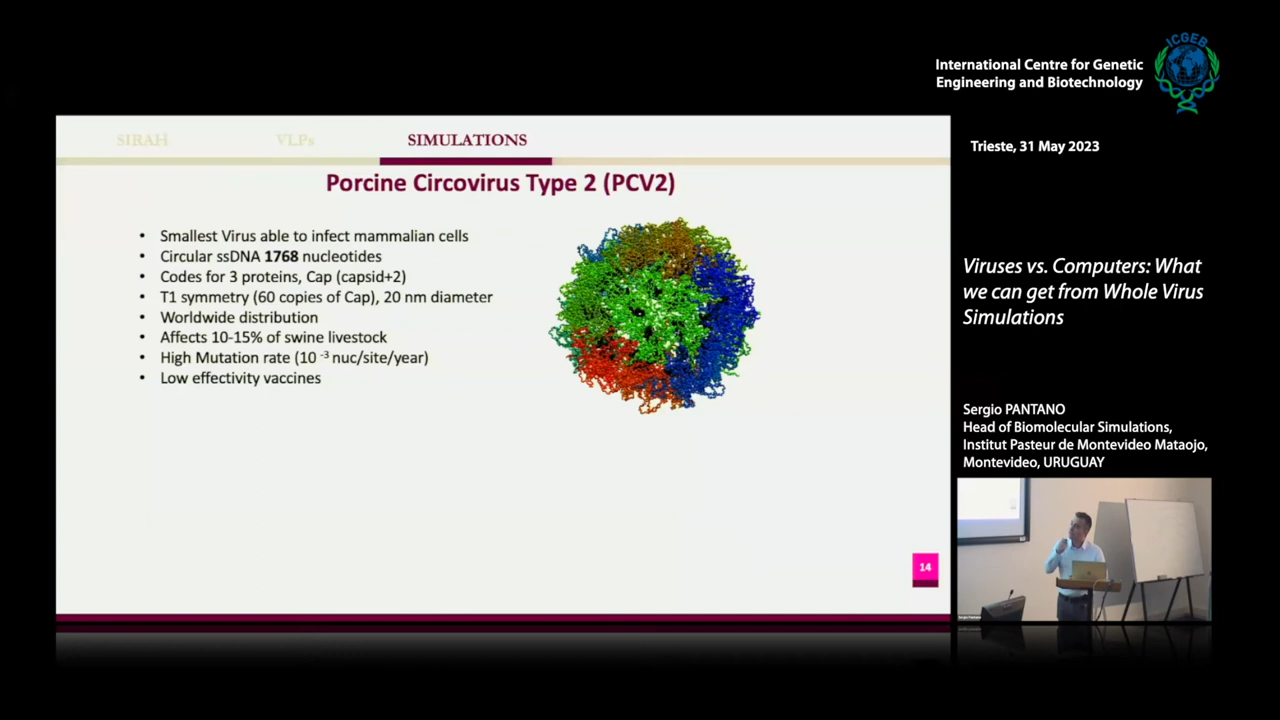 International Centre for Genetic
Engineering and Biotechnology
ICGEB
Trieste, 31 May 2023
SIRAH
VLPs
SIMULATIONS
Porcine Circovirus Type 2 (PCV2)
• Smallest Virus able to infect mammalian cells
• Circular ssDNA 1768 nucleotides
• Codes for 3 proteins, Cap (capsid+2)
• T1 symmetry (60 copies of Cap), 20 nm diameter
• Worldwide distribution
• Affects 10-15% of swine livestock
• High Mutation rate (10 -3 nuc/site/year)
• Low effectivity vaccines
14
Viruses vs. Computers: What
we can get from Whole Virus
Simulations
Sergio PANTANO
Head of Biomolecular Simulations,
Institut Pasteur de Montevideo Mataojo,
Montevideo, URUGUAY
Sergio Pantano